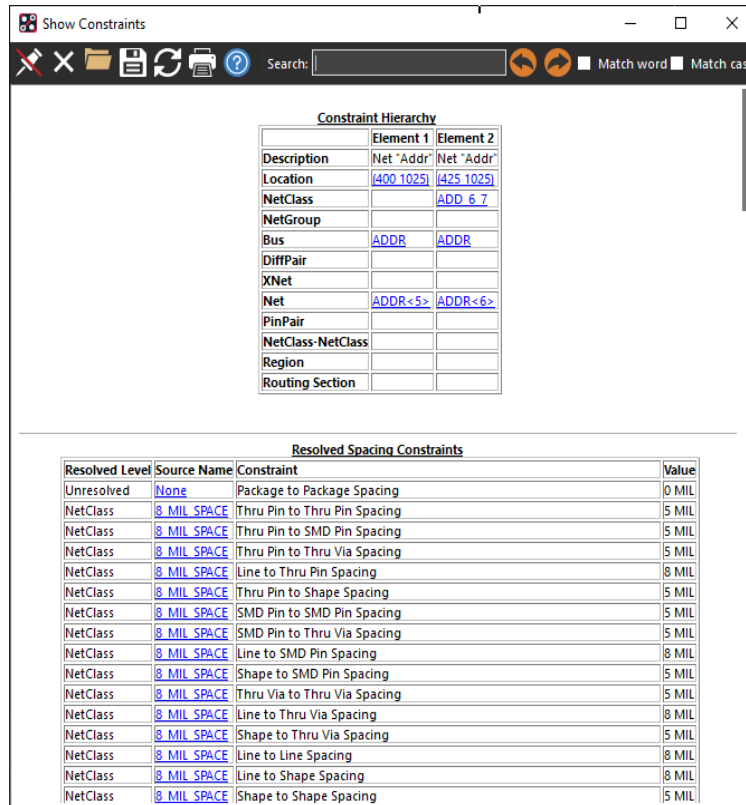 Show Constraints
Search: Match word Match cas
Constraint Hierarchy
Element 1 Element 2
Description Net "Addr" Net "Addr"
Location (400 1025) (425 1025)
NetClass ADD_6_7
NetGroup
Bus ADDR ADDR
DiffPair
XNet
Net ADDR<5> ADDR<6>
PinPair
NetClass-NetClass
Region
Routing Section
Resolved Spacing Constraints
Resolved Level Source Name Constraint Value
Unresolved None Package to Package Spacing 0 MIL
NetClass 8_MIL_SPACE Thru Pin to Thru Pin Spacing 5 MIL
NetClass 8_MIL_SPACE Thru Pin to SMD Pin Spacing 5 MIL
NetClass 8_MIL_SPACE Thru Pin to Thru Via Spacing 5 MIL
NetClass 8_MIL_SPACE Line to Thru Pin Spacing 8 MIL
NetClass 8_MIL_SPACE Thru Pin to Shape Spacing 5 MIL
NetClass 8_MIL_SPACE SMD Pin to SMD Pin Spacing 5 MIL
NetClass 8_MIL_SPACE SMD Pin to Thru Via Spacing 5 MIL
NetClass 8_MIL_SPACE Line to SMD Pin Spacing 8 MIL
NetClass 8_MIL_SPACE Shape to SMD Pin Spacing 5 MIL
NetClass 8_MIL_SPACE Thru Via to Thru Via Spacing 5 MIL
NetClass 8_MIL_SPACE Line to Thru Via Spacing 8 MIL
NetClass 8_MIL_SPACE Shape to Thru Via Spacing 5 MIL
NetClass 8_MIL_SPACE Line to Line Spacing 8 MIL
NetClass 8_MIL_SPACE Line to Shape Spacing 8 MIL
NetClass 8_MIL_SPACE Shape to Shape Spacing 5 MIL